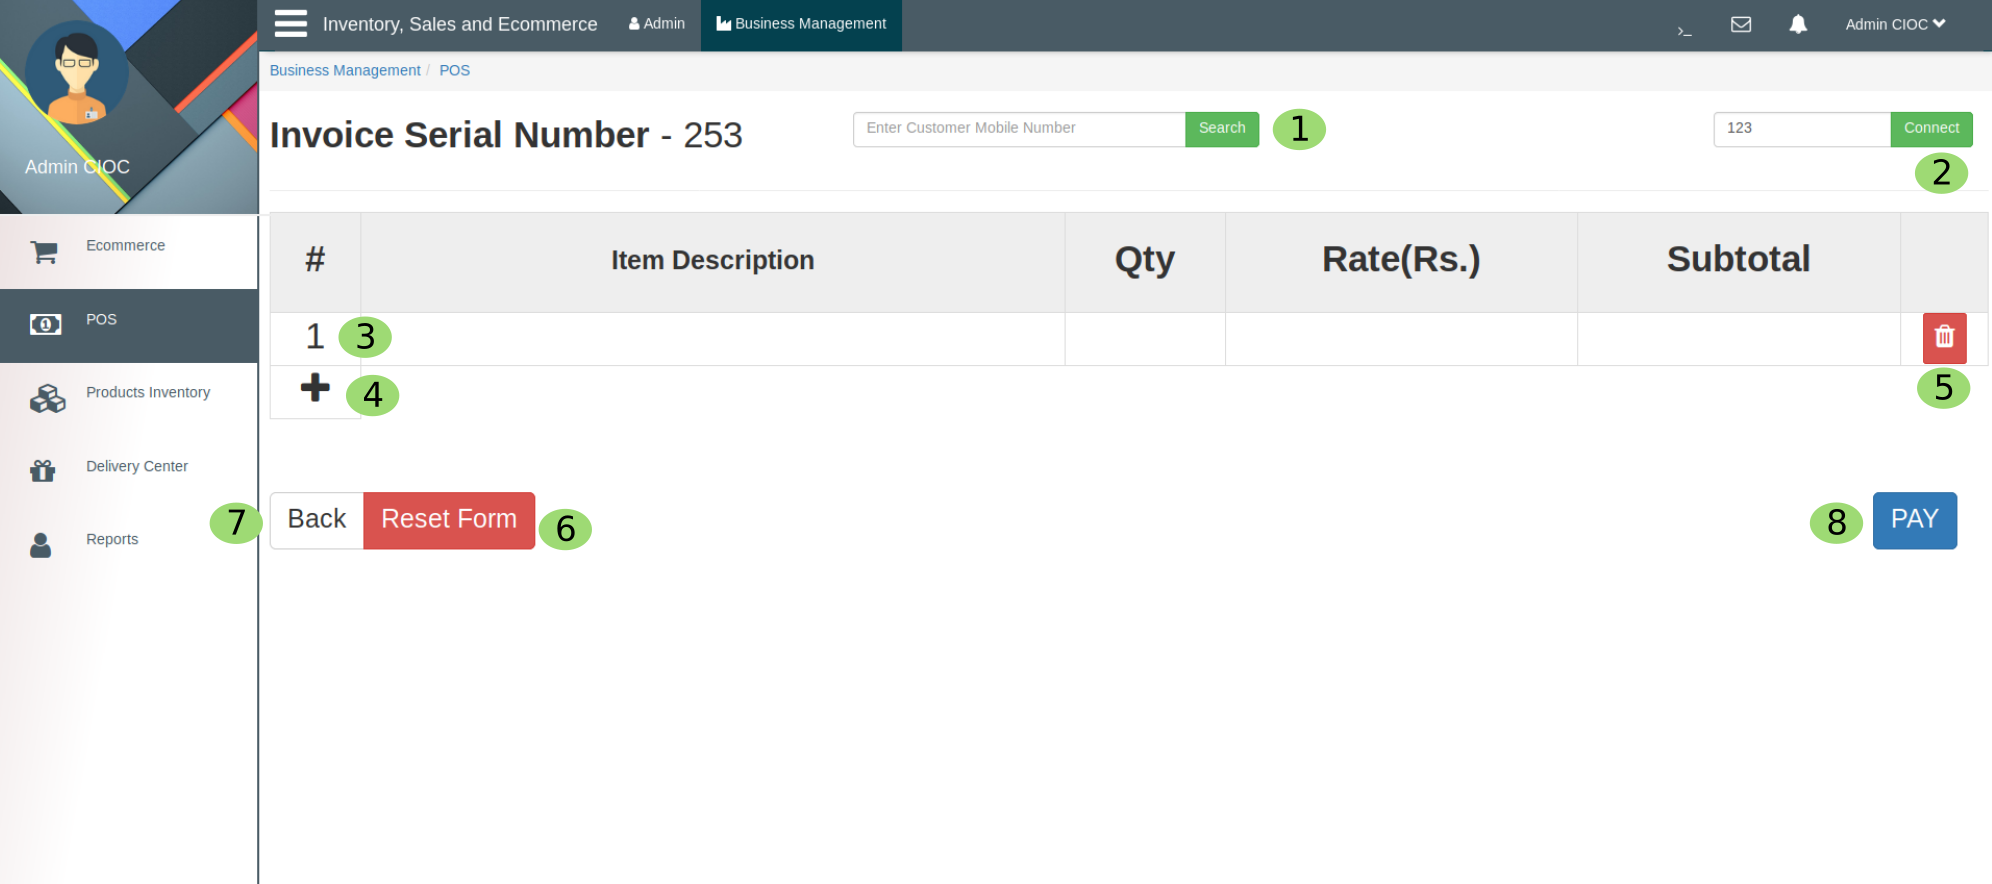 Inventory, Sales and Ecommerce Admin Business Management >_ Admin CIOC
Business Management / POS
Admin CIOC
Invoice Serial Number - 253
Enter Customer Mobile Number Search 1
123 Connect
2
Ecommerce
POS
Products Inventory
Delivery Center
Reports
# Item Description Qty Rate(Rs.) Subtotal
1 3
4
5
7 Back Reset Form 6
8 PAY